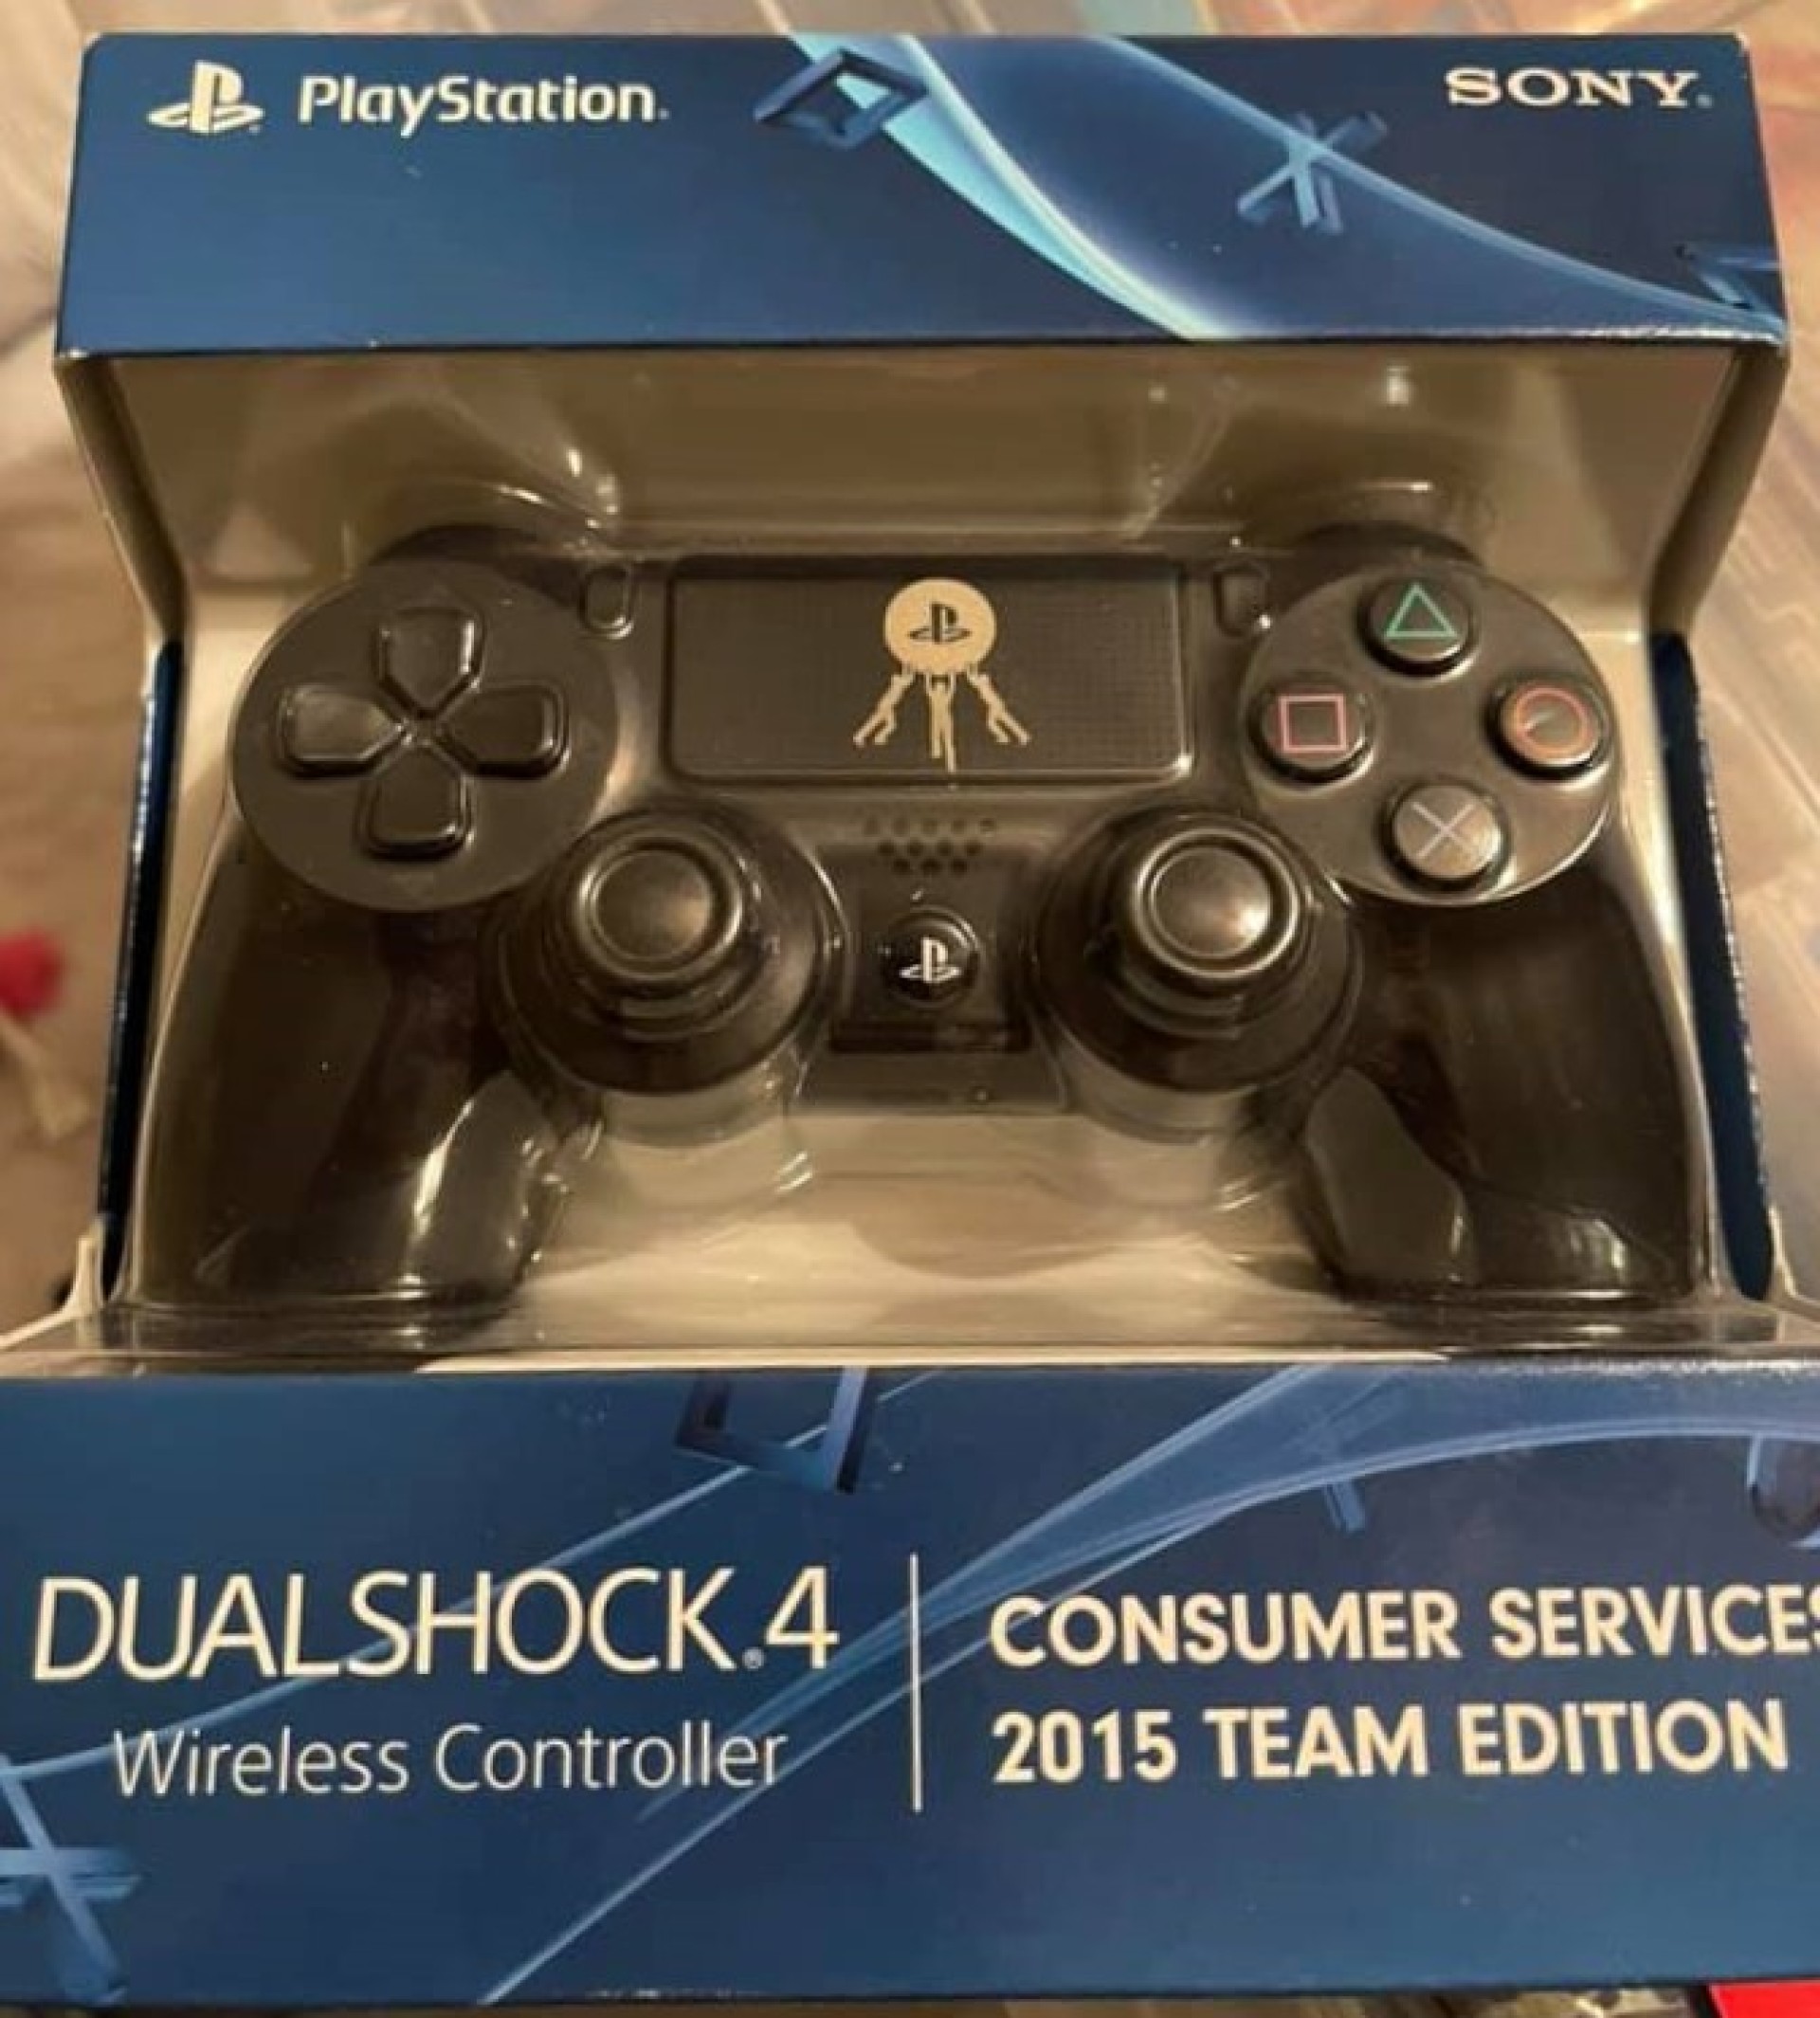 PlayStation®
SONY®
DUALSHOCK®4
Wireless Controller
CONSUMER SERVICES
2015 TEAM EDITION